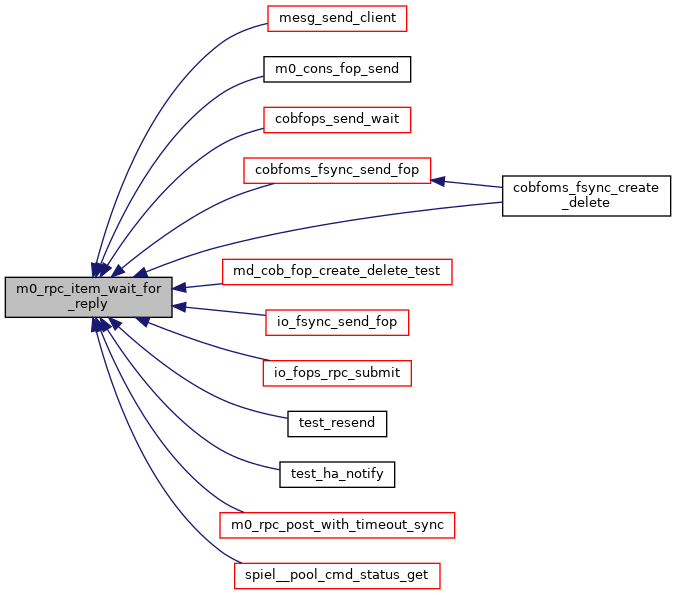 mesg_send_client
m0_cons_fop_send
cobfops_send_wait
cobfoms_fsync_send_fop
cobfoms_fsync_create
_delete
m0_rpc_item_wait_for
_reply
md_cob_fop_create_delete_test
io_fsync_send_fop
io_fops_rpc_submit
test_resend
test_ha_notify
m0_rpc_post_with_timeout_sync
spiel__pool_cmd_status_get